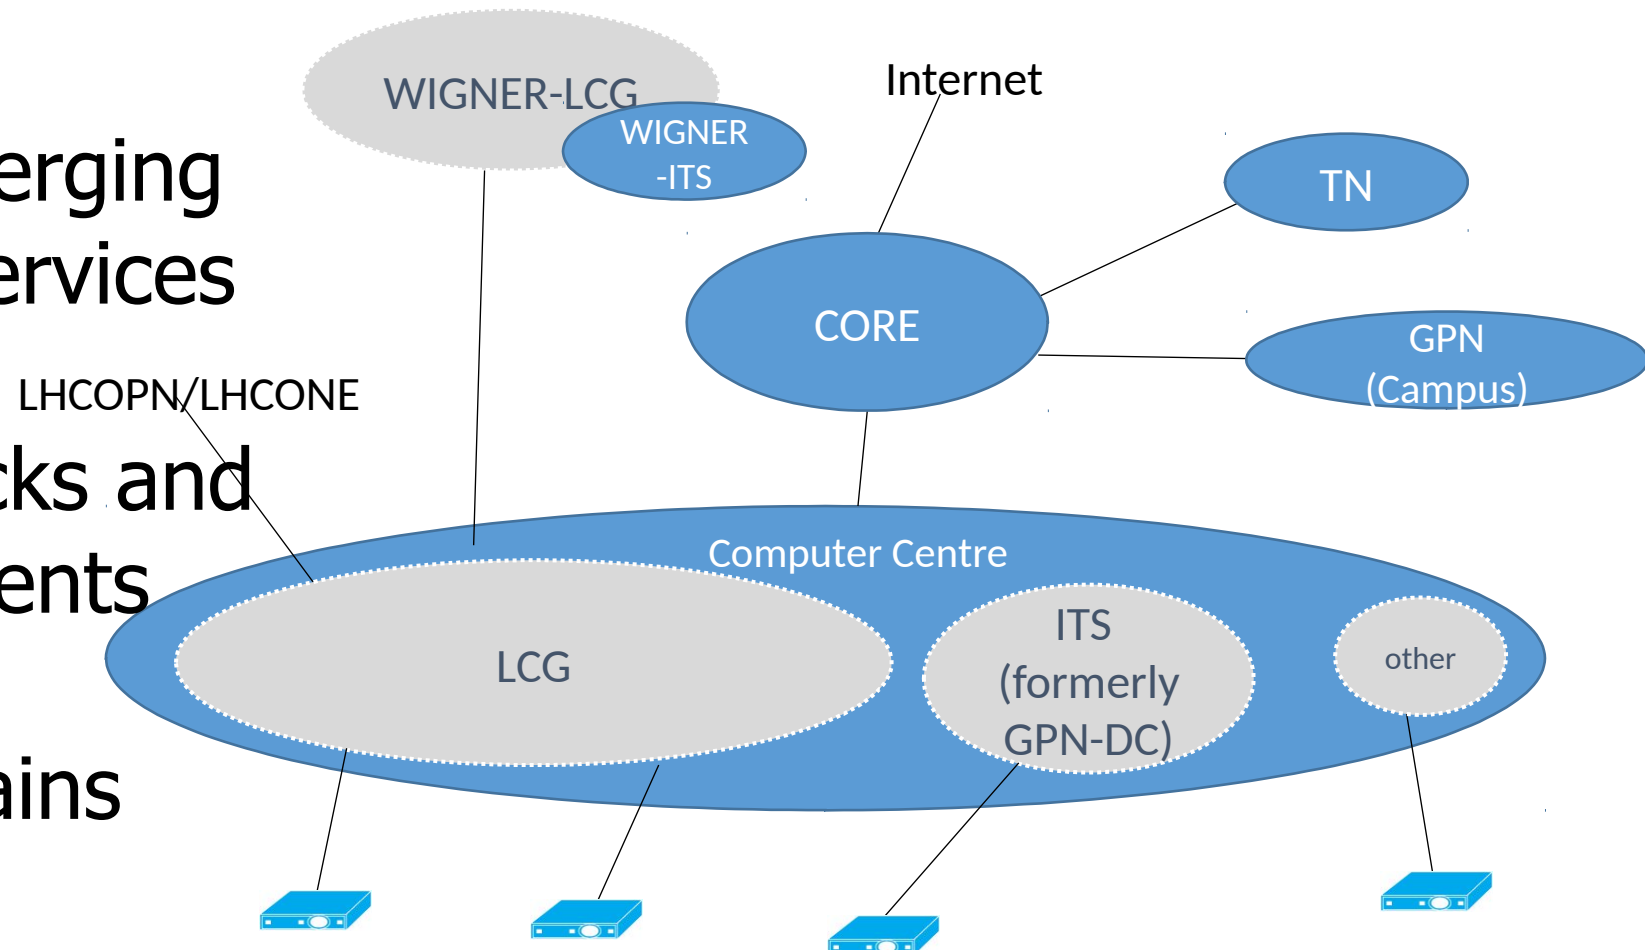 WIGNER-LCG
WIGNER
-ITS
Internet
TN
erging
ervices
CORE
GPN
(Campus)
LHCOPN/LHCONE
cks and
ents
ains
Computer Centre
LCG
ITS
(formerly
GPN-DC)
other